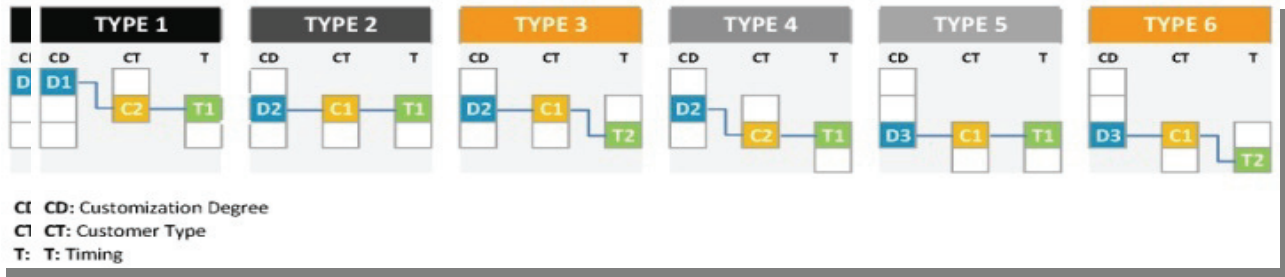 TYPE 1 TYPE 2 TYPE 3 TYPE 4 TYPE 5 TYPE 6
CD CT T CD CT T CD CT T CD CT T CD CT T CD CT T
D D1 C2 T1 D2 C1 T1 D2 C1 T2 D2 C2 T1 D3 C1 T1 D3 C1 T2
CD: Customization Degree
CT CT: Customer Type
T: T: Timing